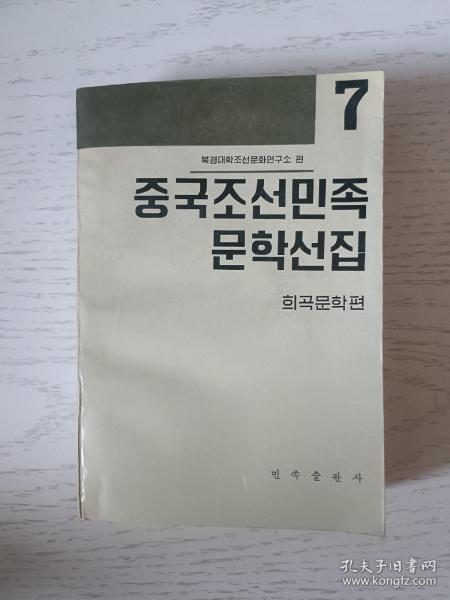 7
북경대학조선문화연구소 편
중국조선민족
문학선집
희곡문학편
민족출판사
孔夫子旧书网
www.kongfz.com